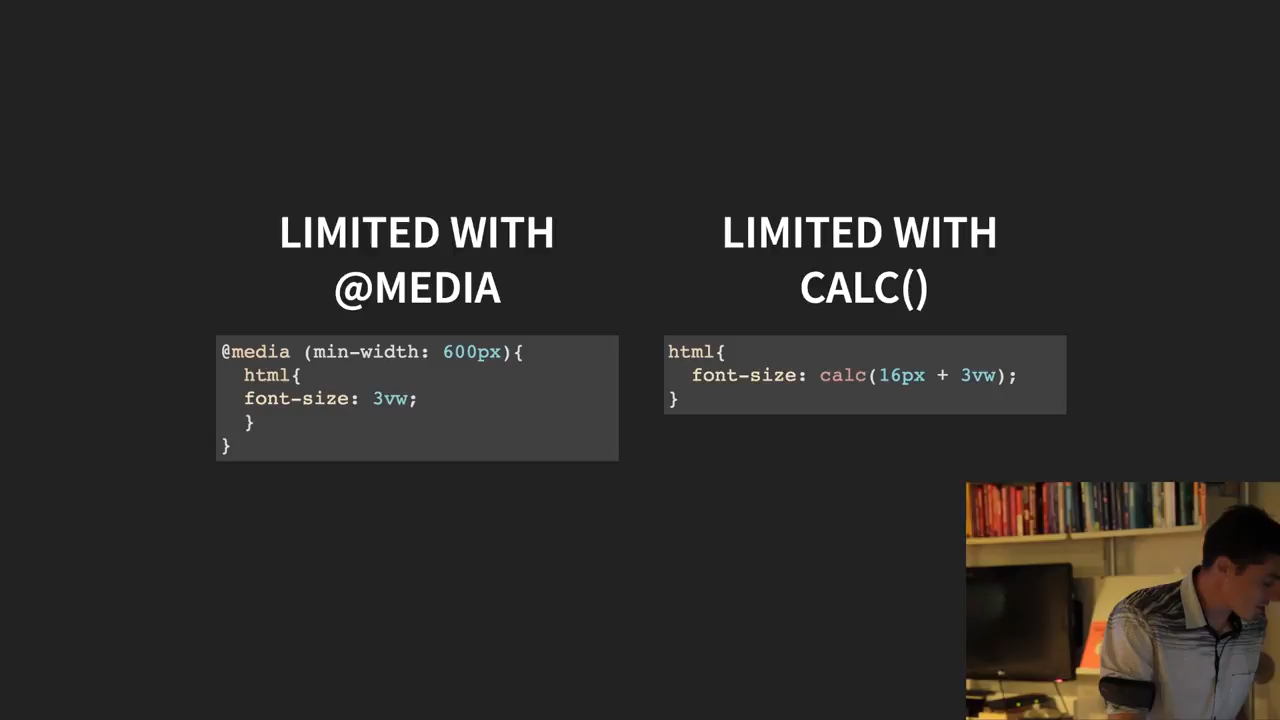 LIMITED WITH
@MEDIA
@media (min-width: 600px){
  html{
  font-size: 3vw;
  }
}
LIMITED WITH
CALC()
html{
  font-size: calc(16px + 3vw);
}